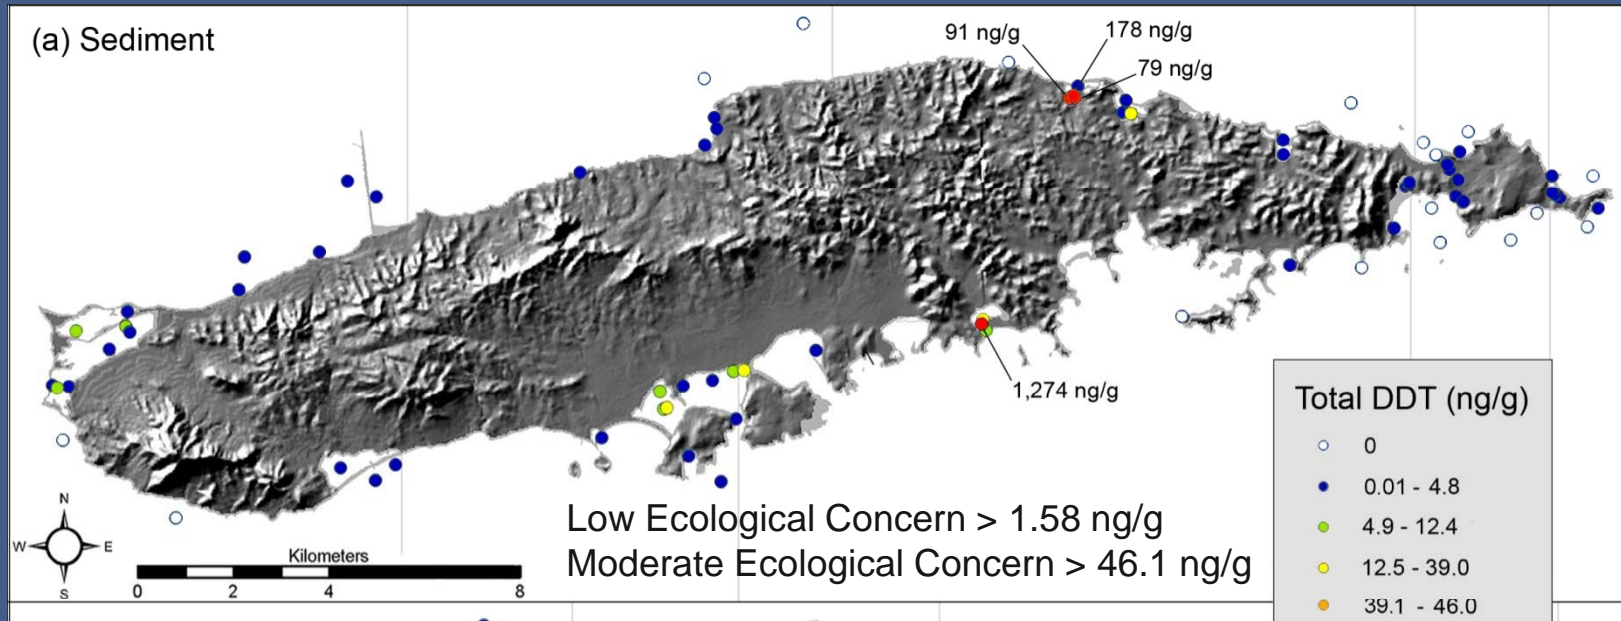 (a) Sediment
91 ng/g
178 ng/g
79 ng/g
1,274 ng/g
Low Ecological Concern > 1.58 ng/g
Moderate Ecological Concern > 46.1 ng/g
N
W
E
S
Kilometers
0 2 4 8
Total DDT (ng/g)
0
0.01 - 4.8
4.9 - 12.4
12.5 - 39.0
39.1 - 46.0